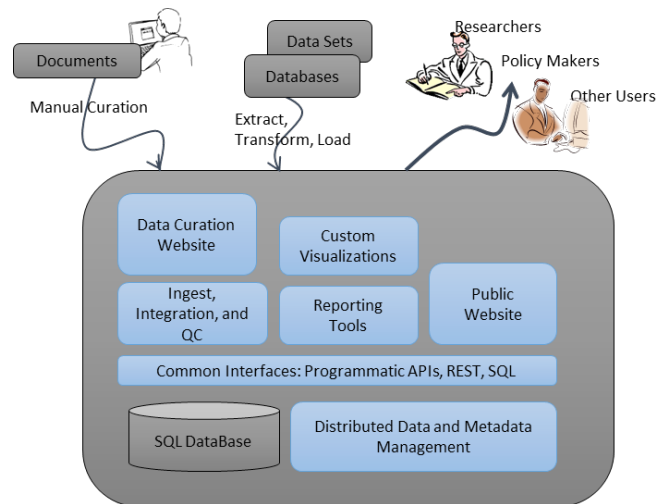 Documents
Manual Curation
Data Sets
Databases
Extract,
Transform, Load
Researchers
Policy Makers
Other Users
Data Curation
Website
Custom
Visualizations
Ingest,
Integration, and
QC
Reporting
Tools
Public
Website
Common Interfaces: Programmatic APIs, REST, SQL
SQL DataBase
Distributed Data and Metadata
Management